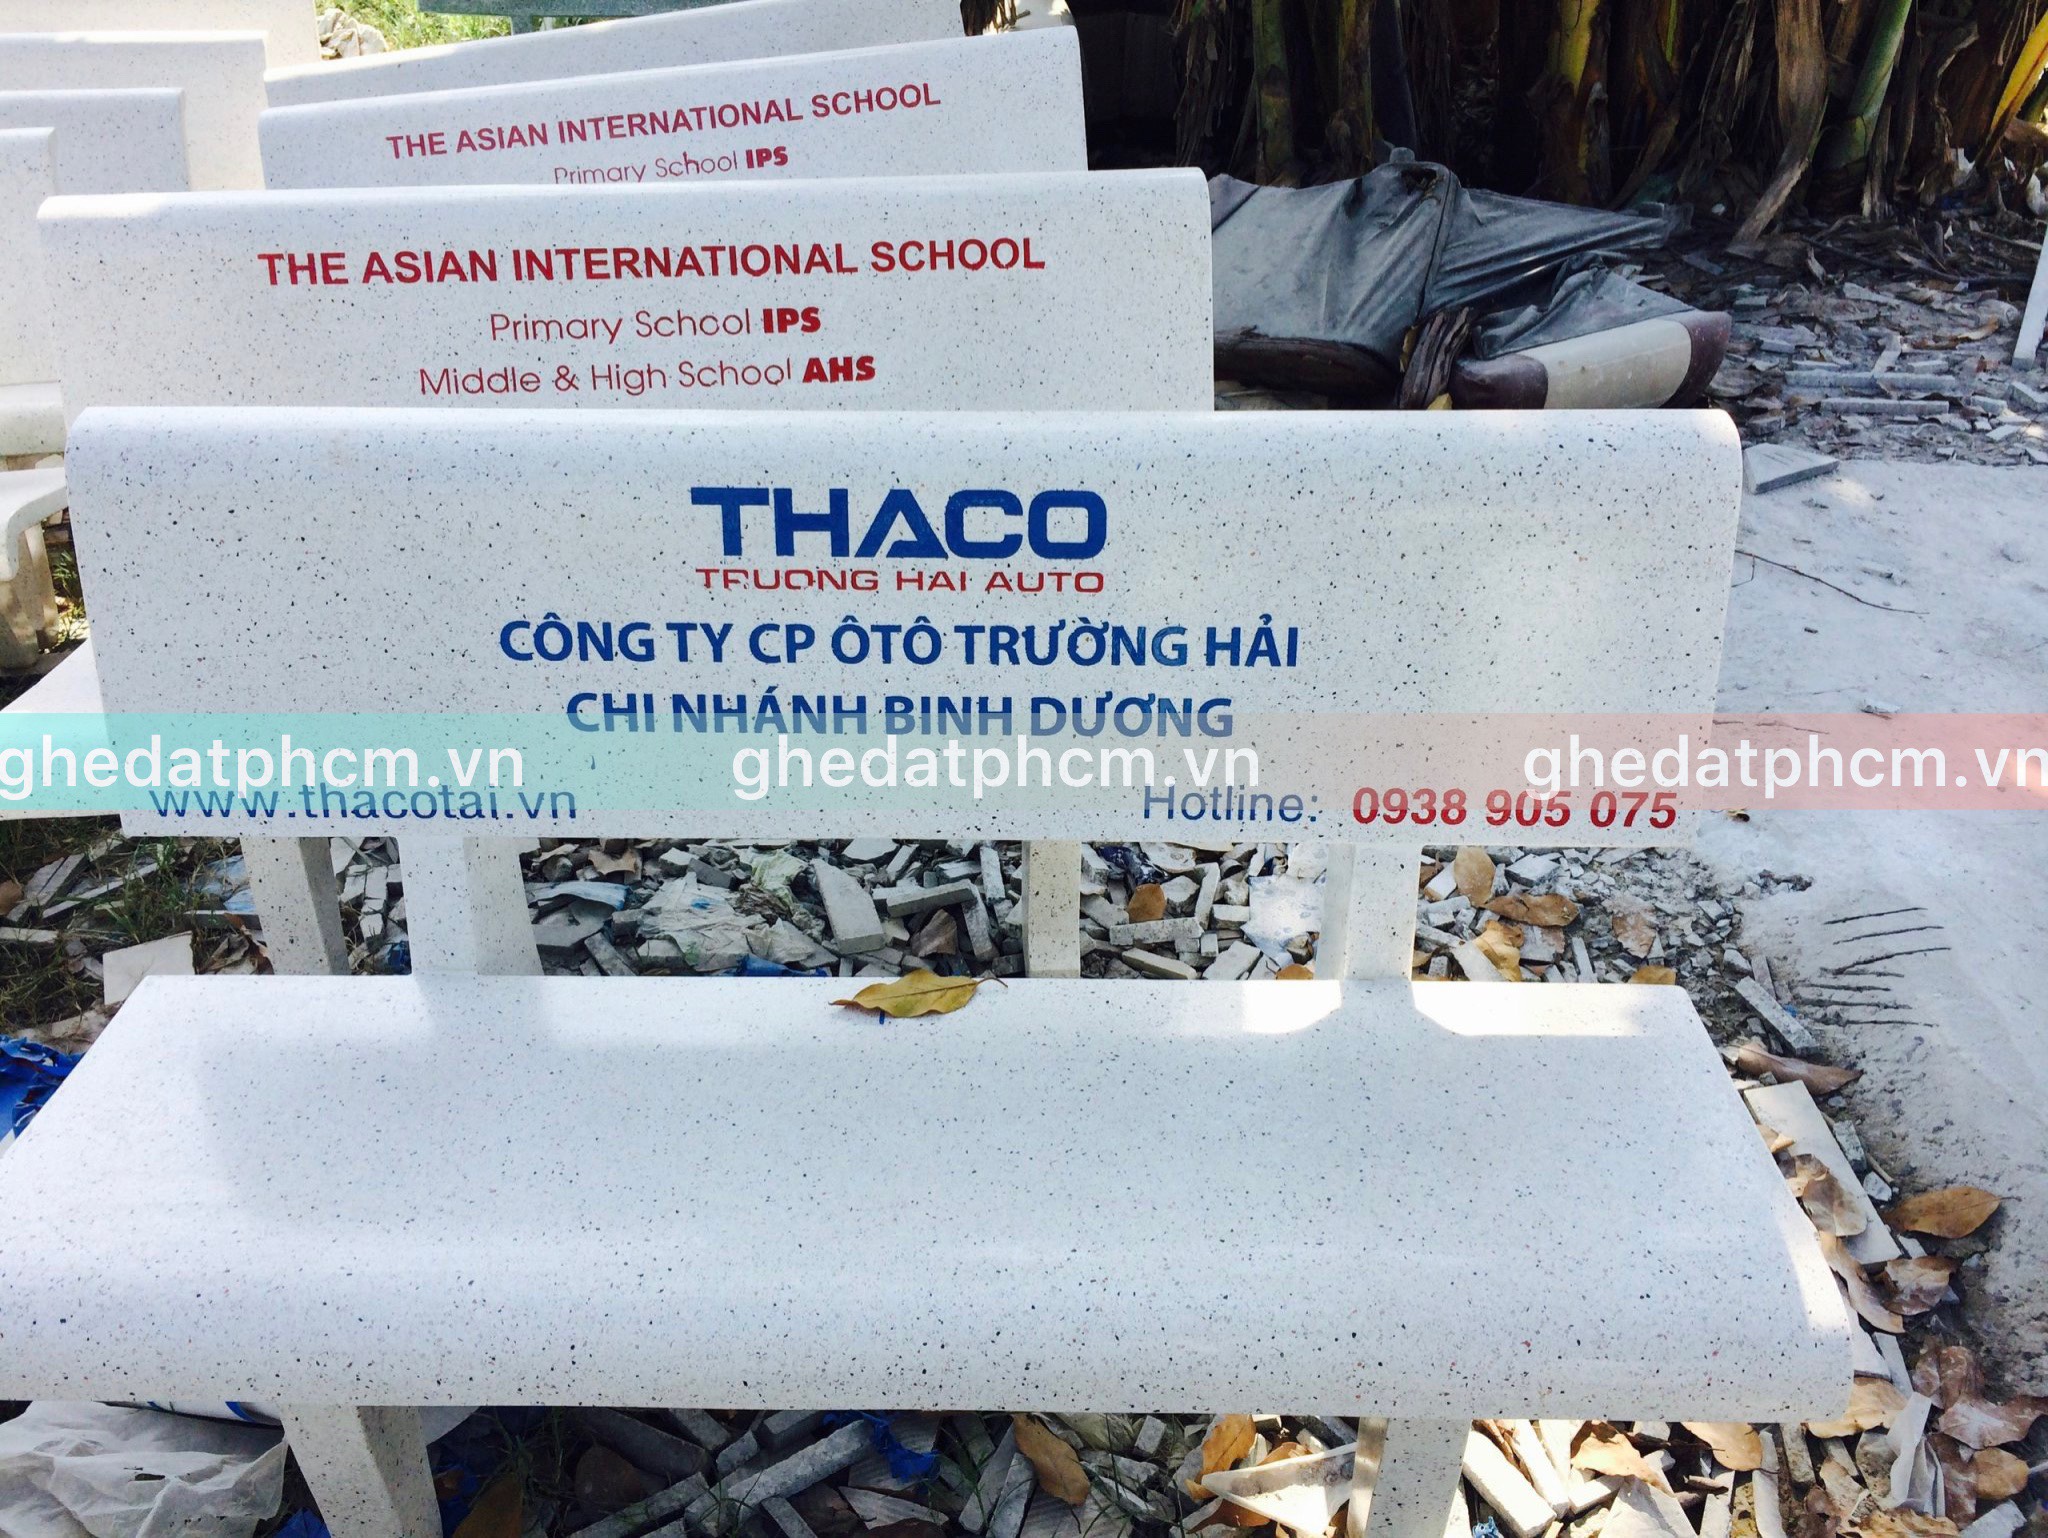 THE ASIAN INTERNATIONAL SCHOOL
Primary School IPS
THE ASIAN INTERNATIONAL SCHOOL
Primary School IPS
Middle & High School AHS
THACO
TRUONG HAI AUTO
CÔNG TY CP ÔTÔ TRƯỜNG HẢI
CHI NHÁNH BINH DƯƠNG
ghedatphcm.vn ghedatphcm.vn ghedatphcm.vn
www.thacotai.vn Hotline: 0938 905 075